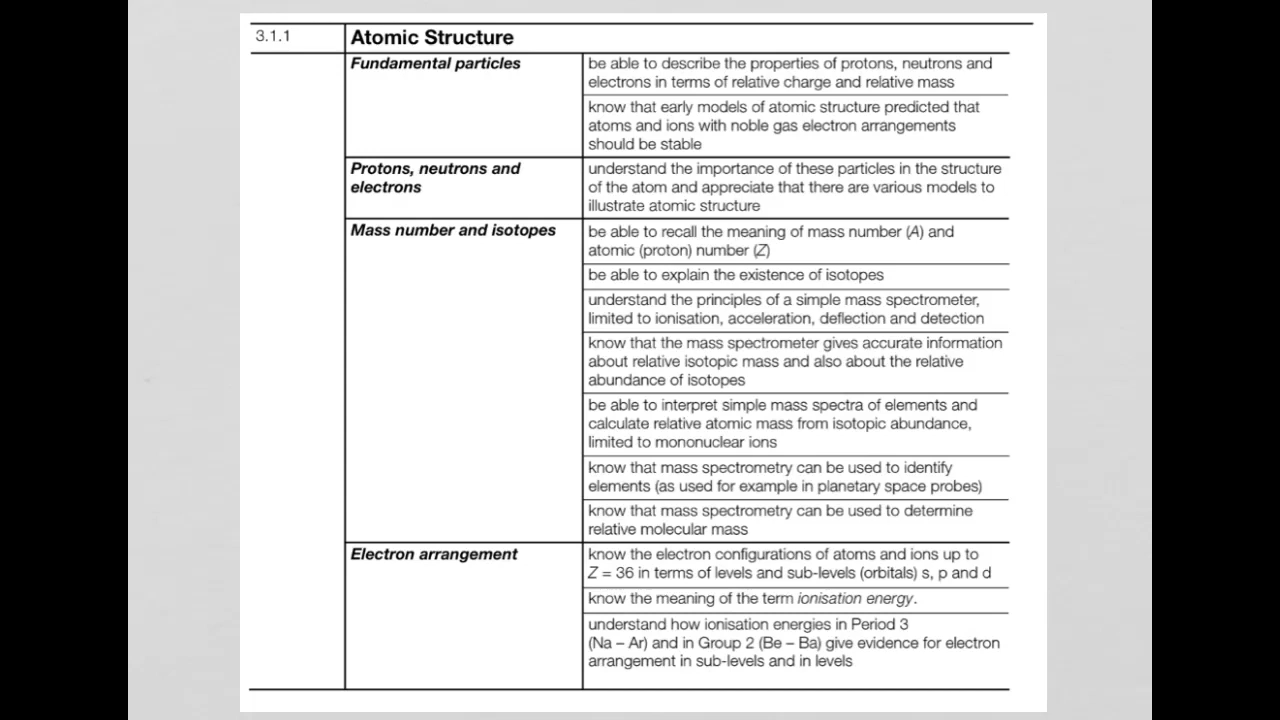 3.1.1 Atomic Structure
Fundamental particles
be able to describe the properties of protons, neutrons and
electrons in terms of relative charge and relative mass
know that early models of atomic structure predicted that
atoms and ions with noble gas electron arrangements
should be stable
Protons, neutrons and
electrons
understand the importance of these particles in the structure
of the atom and appreciate that there are various models to
illustrate atomic structure
Mass number and isotopes
be able to recall the meaning of mass number (A) and
atomic (proton) number (Z)
be able to explain the existence of isotopes
understand the principles of a simple mass spectrometer,
limited to ionisation, acceleration, deflection and detection
know that the mass spectrometer gives accurate information
about relative isotopic mass and also about the relative
abundance of isotopes
be able to interpret simple mass spectra of elements and
calculate relative atomic mass from isotopic abundance,
limited to mononuclear ions
know that mass spectrometry can be used to identify
elements (as used for example in planetary space probes)
know that mass spectrometry can be used to determine
relative molecular mass
Electron arrangement
know the electron configurations of atoms and ions up to
Z = 36 in terms of levels and sub-levels (orbitals) s, p and d
know the meaning of the term ionisation energy.
understand how ionisation energies in Period 3
(Na – Ar) and in Group 2 (Be – Ba) give evidence for electron
arrangement in sub-levels and in levels